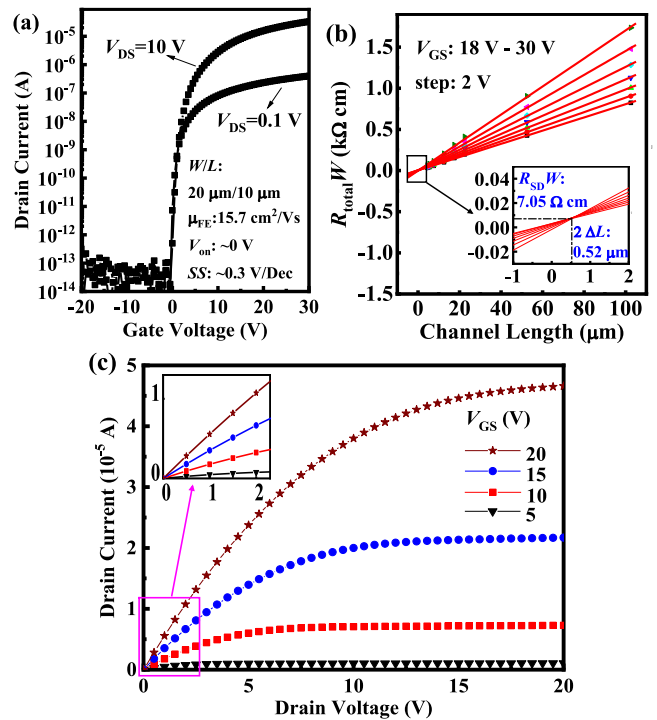 (a)
Drain Current (A)
10⁻⁵
10⁻⁶
10⁻⁷
10⁻⁸
10⁻⁹
10⁻¹⁰
10⁻¹¹
10⁻¹²
10⁻¹³
10⁻¹⁴
V_DS=10 V
V_DS=0.1 V
W/L:
20 μm/10 μm
μ_FE:15.7 cm²/Vs
V_on: ~0 V
SS: ~0.3 V/Dec
-20 -10 0 10 20 30
Gate Voltage (V)
(b)
R_total W (kΩ cm)
1.5
1.0
0.5
0.0
-0.5
-1.0
-1.5
V_GS: 18 V - 30 V
step: 2 V
0.04
0.02
0.00
-0.02
R_SD W:
7.05 Ω cm
2 ΔL:
0.52 μm
-1 0 1 2
0 20 40 60 80 100
Channel Length (μm)
(c)
Drain Current (10⁻⁵ A)
5
4
3
2
1
0
1
0
0 1 2
V_GS (V)
20
15
10
5
0 5 10 15 20
Drain Voltage (V)